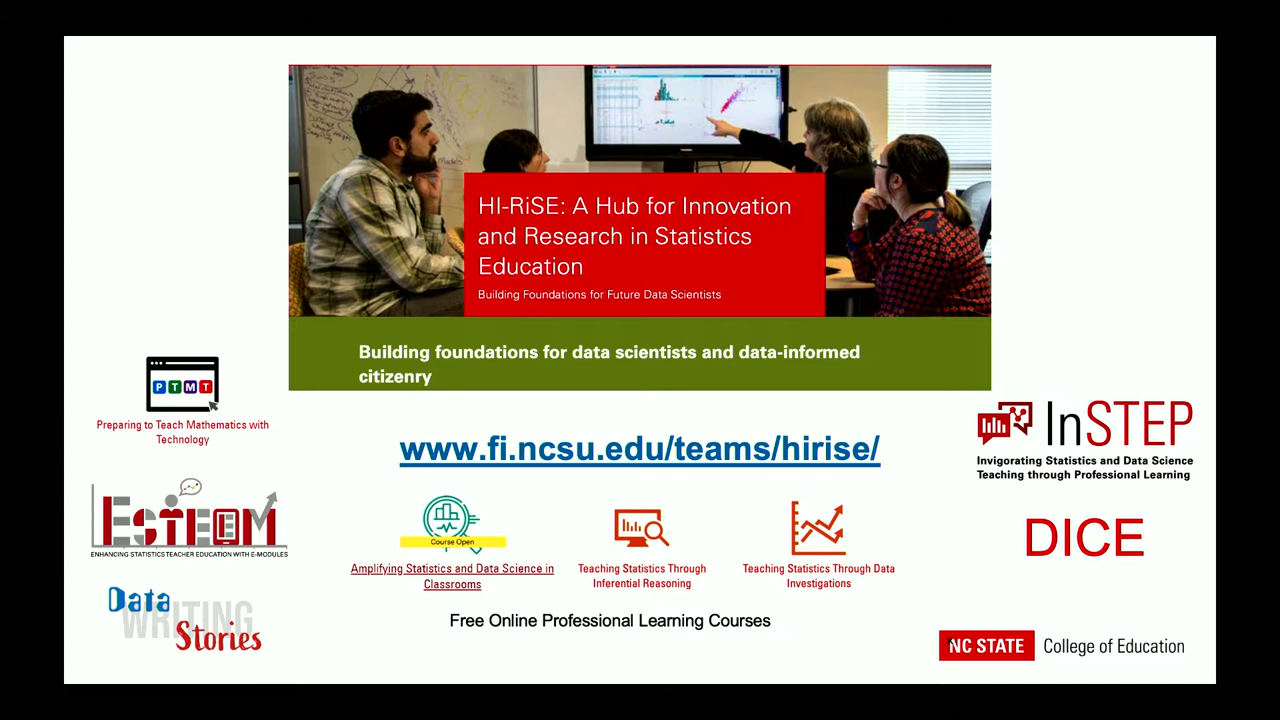 HI-RiSE: A Hub for Innovation
and Research in Statistics
Education
Building Foundations for Future Data Scientists
Building foundations for data scientists and data-informed
citizenry
PTMT
Preparing to Teach Mathematics with
Technology
www.fi.ncsu.edu/teams/hirise/
InSTEP
Invigorating Statistics and Data Science
Teaching through Professional Learning
ESTEEM
ENHANCING STATISTICS TEACHER EDUCATION WITH E-MODULES
Course Open
Amplifying Statistics and Data Science in
Classrooms
Teaching Statistics Through
Inferential Reasoning
Teaching Statistics Through Data
Investigations
DICE
Data
WRITING
Stories
Free Online Professional Learning Courses
NC STATE College of Education